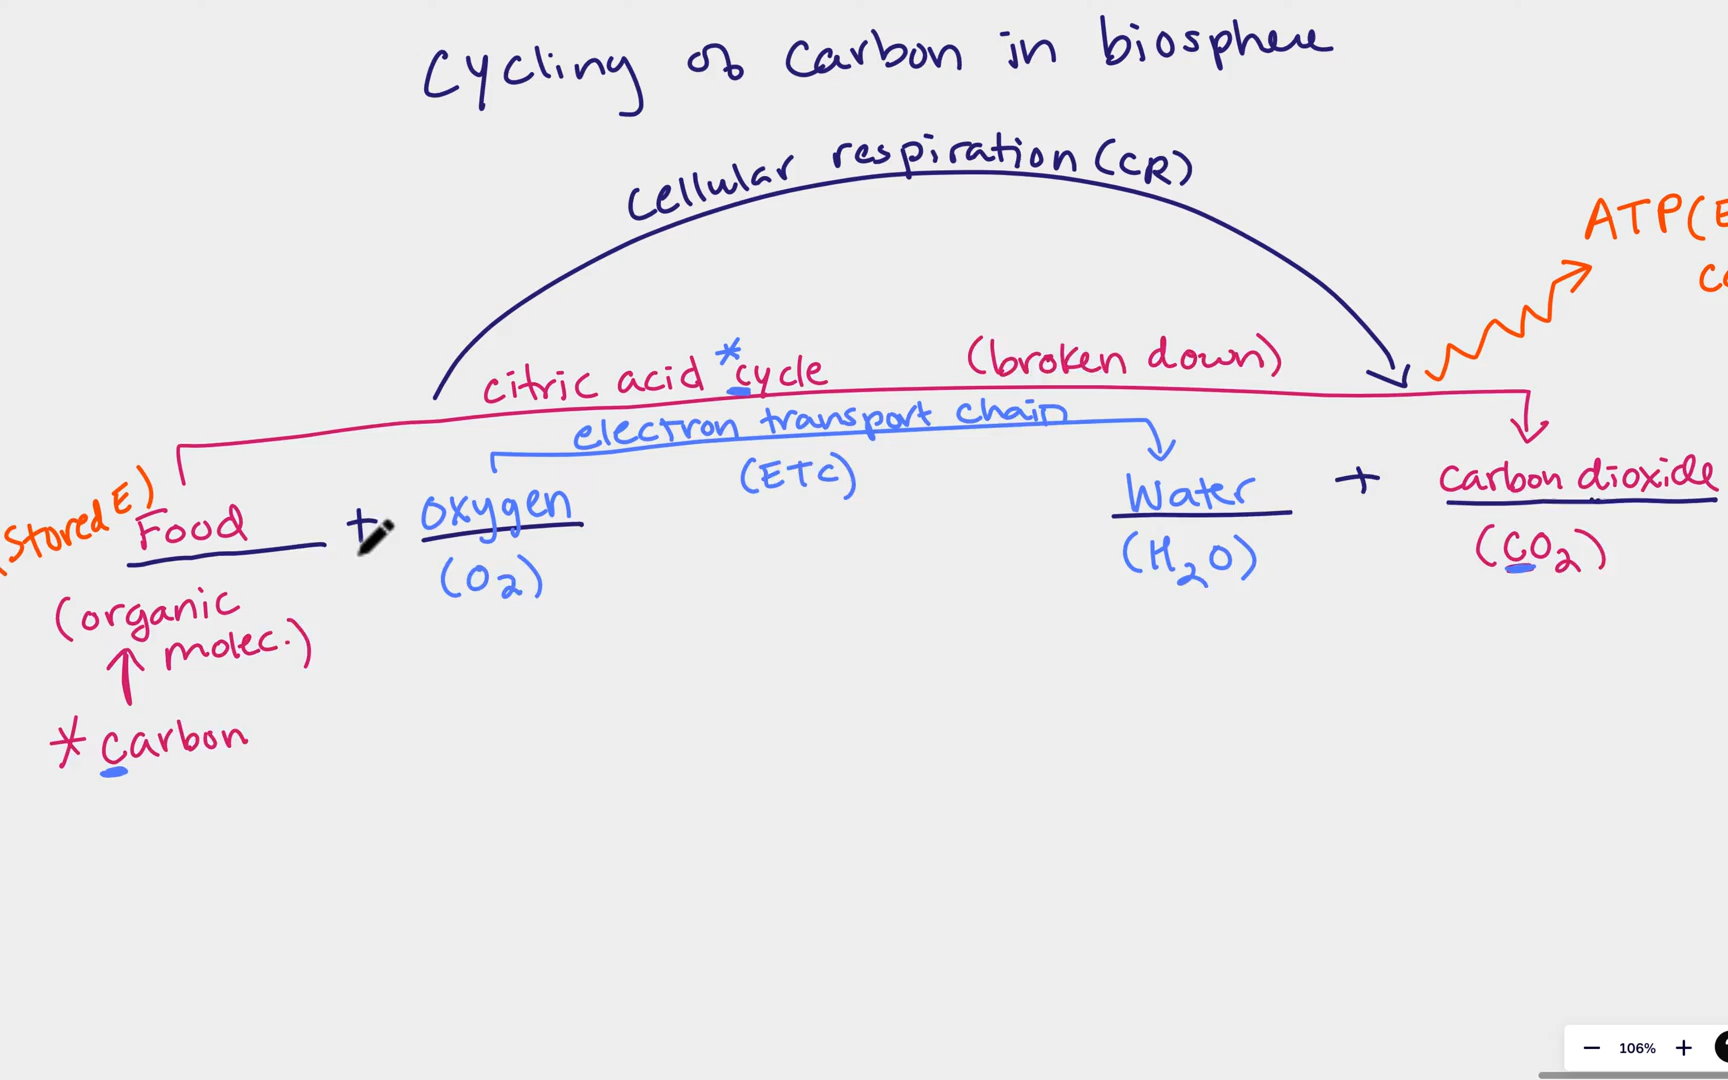 Cycling of carbon in biosphere
cellular respiration (CR)
ATP(E
citric acid *cycle (broken down)
electron transport chain
(ETC)
(Stored E)
Food + oxygen Water + carbon dioxide
(O2) (H2O) (CO2)
(organic
molec.)
* carbon
106%